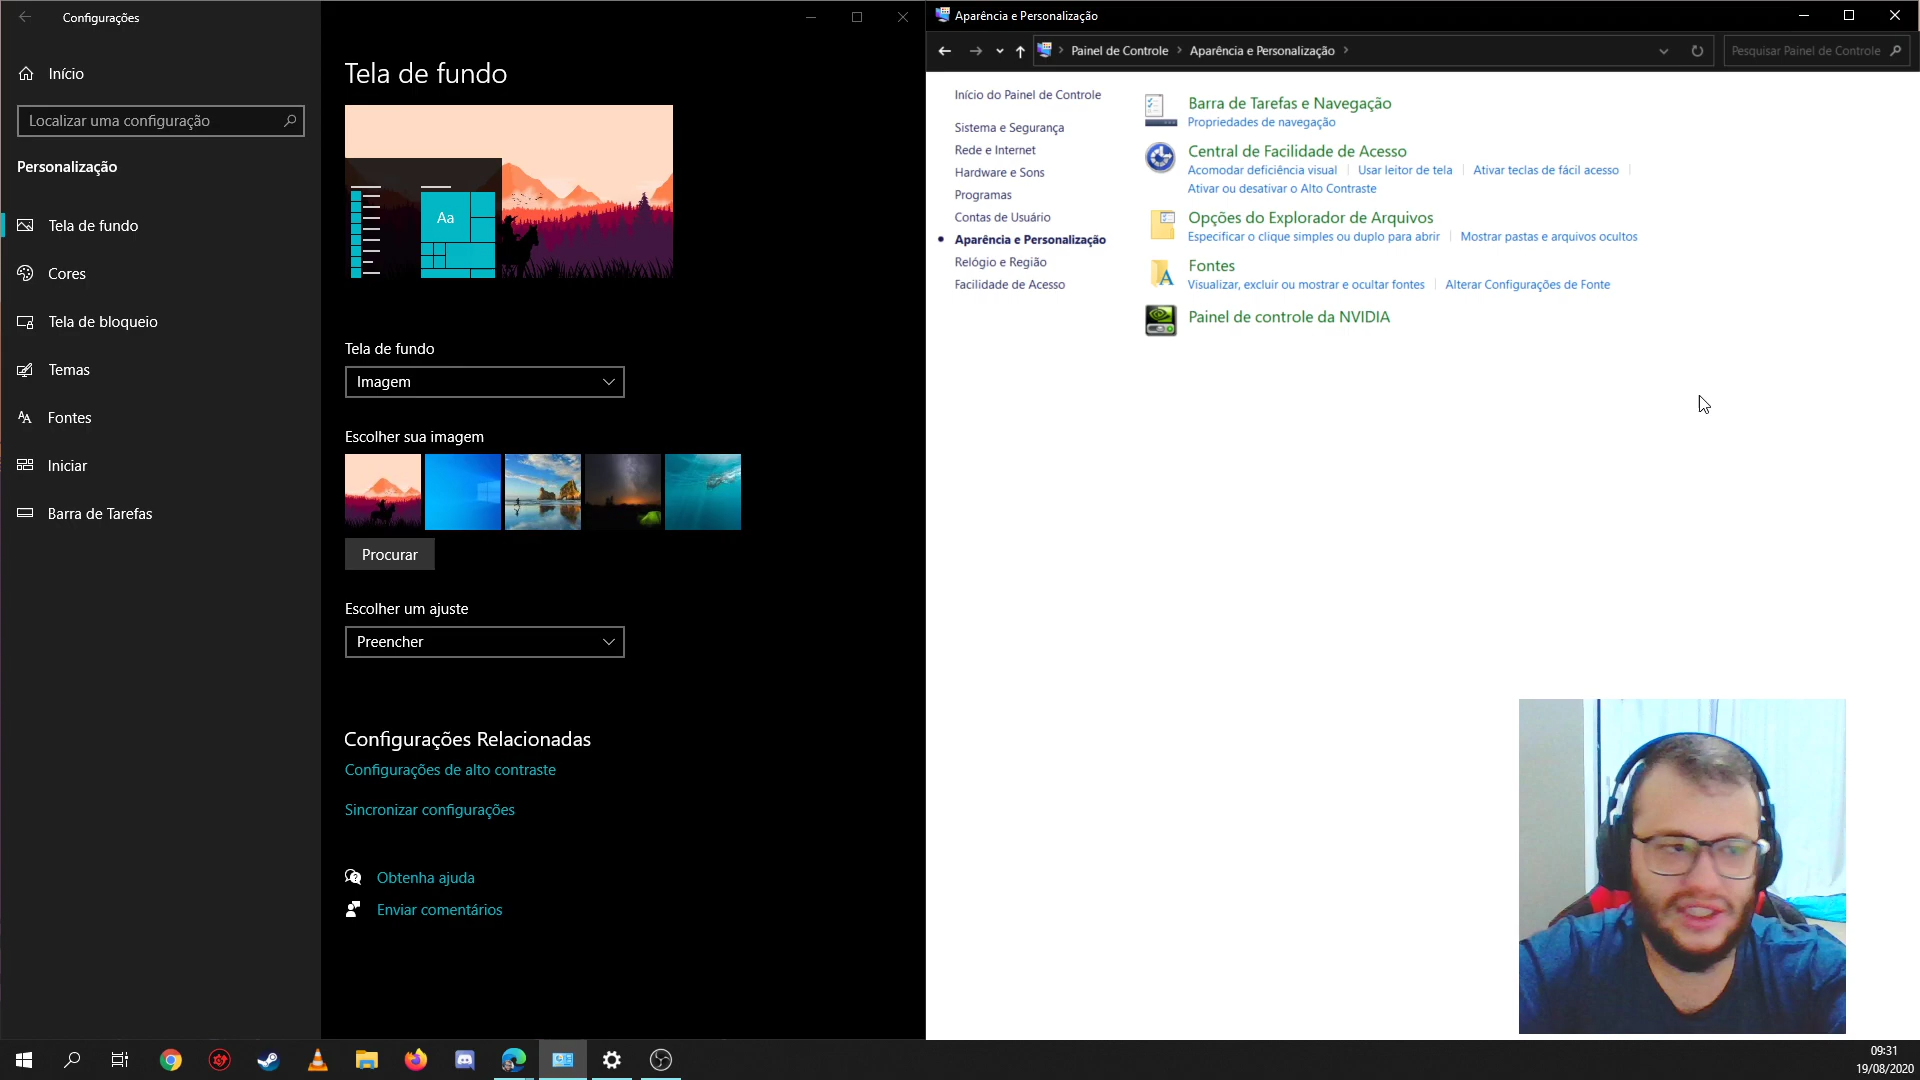 Configurações
Início
Localizar uma configuração
Personalização
Tela de fundo
Cores
Tela de bloqueio
Temas
Fontes
Iniciar
Barra de Tarefas
Tela de fundo
Aa
Tela de fundo
Imagem
Escolher sua imagem
Procurar
Escolher um ajuste
Preencher
Configurações Relacionadas
Configurações de alto contraste
Sincronizar configurações
Obtenha ajuda
Enviar comentários
Aparência e Personalização
Painel de Controle > Aparência e Personalização >
Pesquisar Painel de Controle
Início do Painel de Controle
Sistema e Segurança
Rede e Internet
Hardware e Sons
Programas
Contas de Usuário
Aparência e Personalização
Relógio e Região
Facilidade de Acesso
Barra de Tarefas e Navegação
Propriedades de navegação
Central de Facilidade de Acesso
Acomodar deficiência visual | Usar leitor de tela | Ativar teclas de fácil acesso |
Ativar ou desativar o Alto Contraste
Opções do Explorador de Arquivos
Especificar o clique simples ou duplo para abrir | Mostrar pastas e arquivos ocultos
Fontes
Visualizar, excluir ou mostrar e ocultar fontes | Alterar Configurações de Fonte
Painel de controle da NVIDIA
09:31
19/08/2020